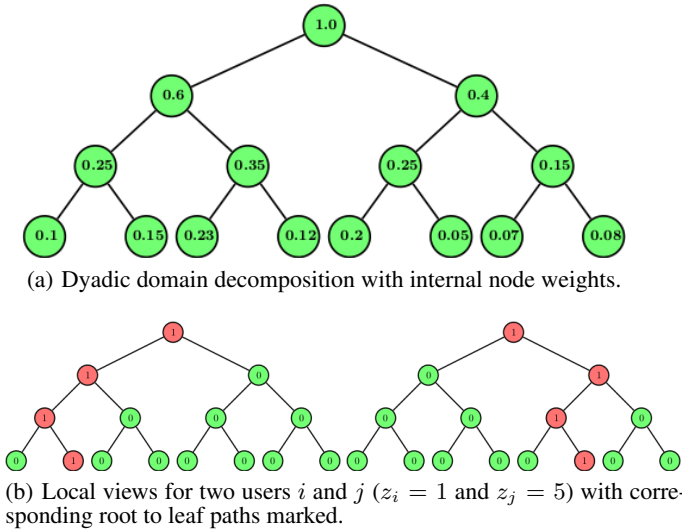 1.0
0.6 0.4
0.25 0.35 0.25 0.15
0.1 0.15 0.23 0.12 0.2 0.05 0.07 0.08
(a) Dyadic domain decomposition with internal node weights.
1 1
1 0 0 1
1 0 0 0 0 0 1 0
0 1 0 0 0 0 0 0 0 0 0 0 0 1 0 0
(b) Local views for two users i and j (z_i = 1 and z_j = 5) with corre-
sponding root to leaf paths marked.